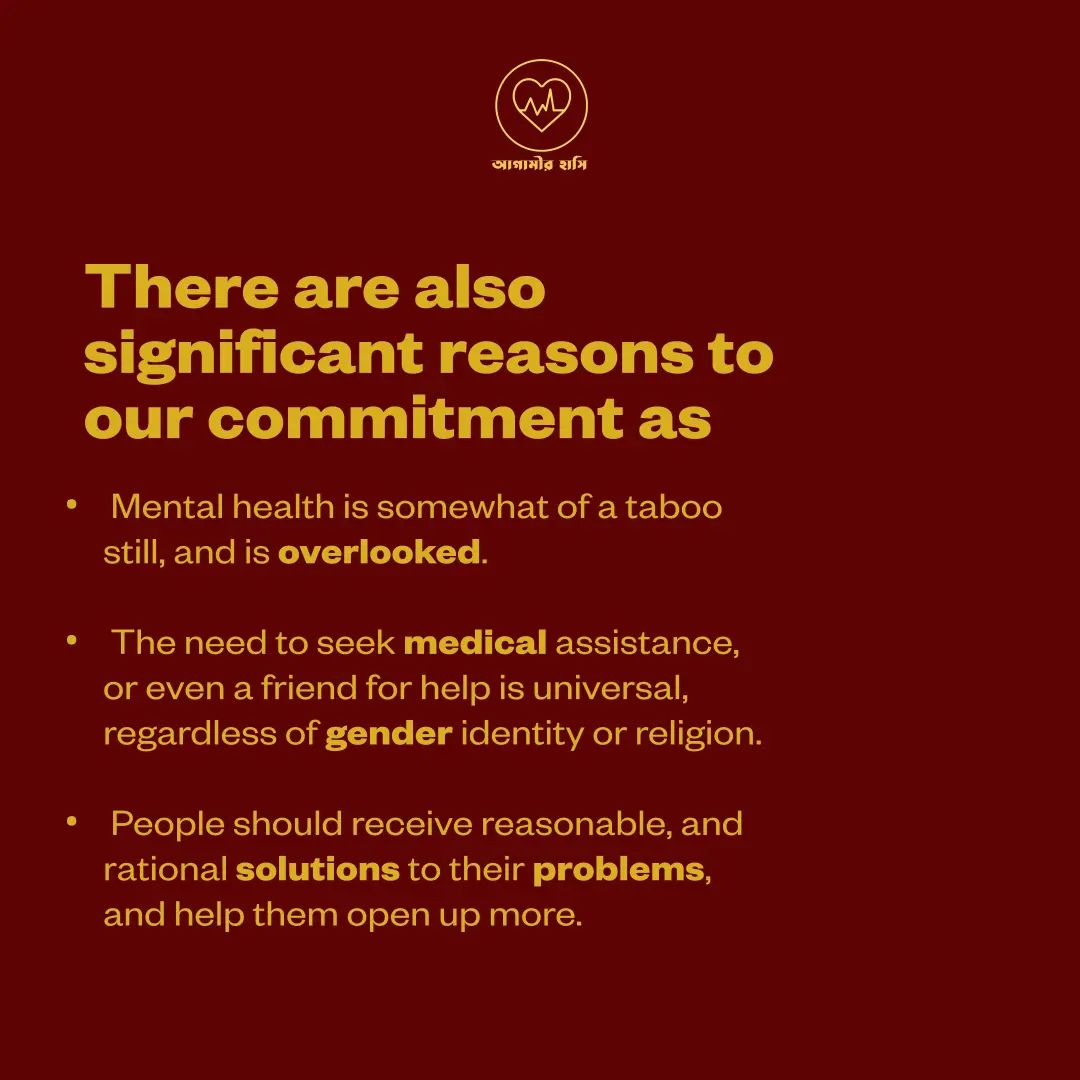 আগামীর হাসি
There are also
significant reasons to
our commitment as
• Mental health is somewhat of a taboo
still, and is overlooked.
• The need to seek medical assistance,
or even a friend for help is universal,
regardless of gender identity or religion.
• People should receive reasonable, and
rational solutions to their problems,
and help them open up more.